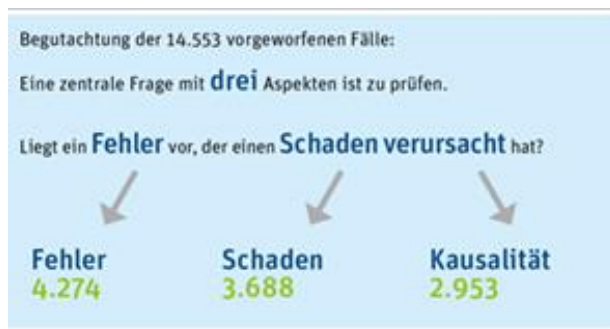 Begutachtung der 14.553 vorgeworfenen Fälle:
Eine zentrale Frage mit drei Aspekten ist zu prüfen.
Liegt ein Fehler vor, der einen Schaden verursacht hat?
Fehler Schaden Kausalität
4.274 3.688 2.953